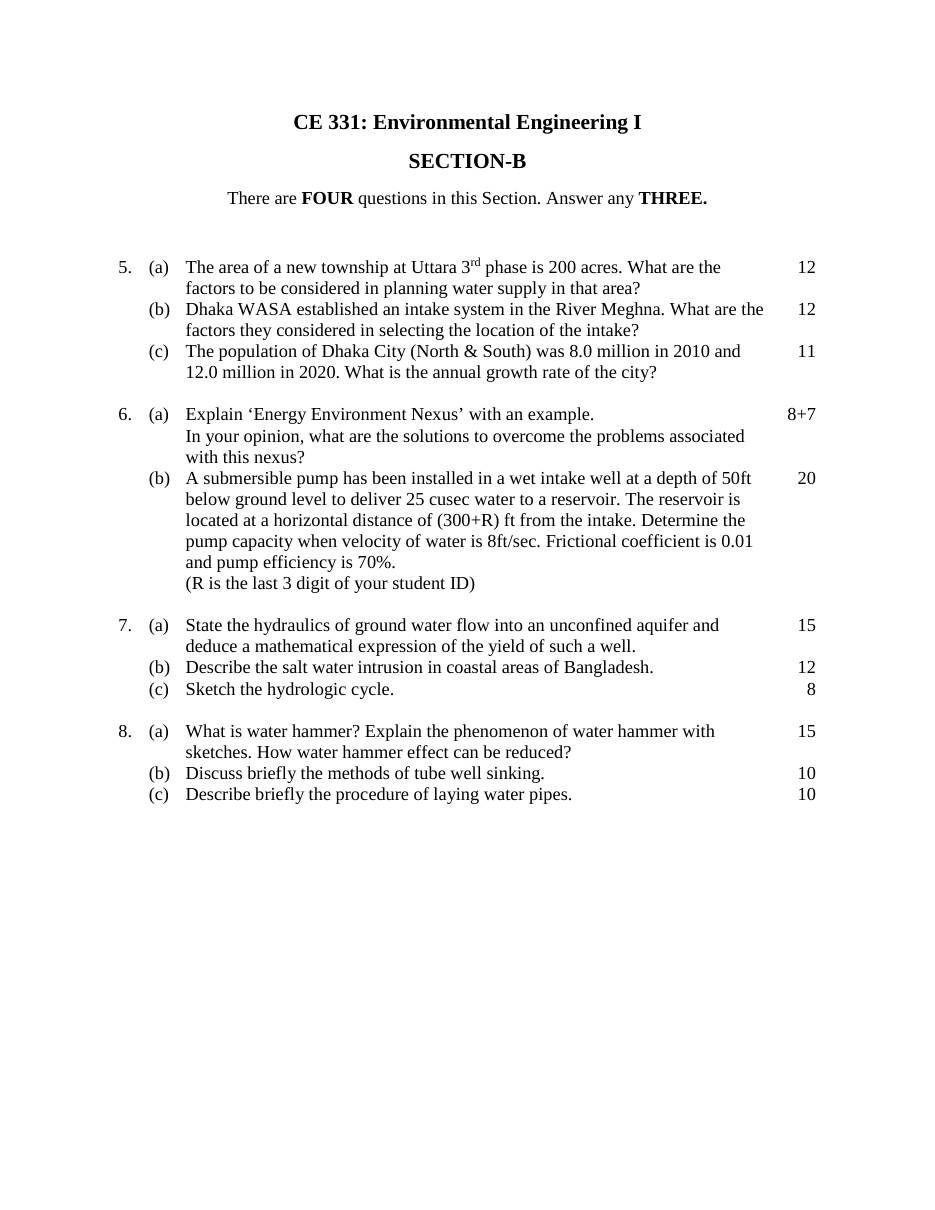 CE 331: Environmental Engineering I
SECTION-B
There are FOUR questions in this Section. Answer any THREE.
5. (a) The area of a new township at Uttara 3rd phase is 200 acres. What are the 12
factors to be considered in planning water supply in that area?
(b) Dhaka WASA established an intake system in the River Meghna. What are the 12
factors they considered in selecting the location of the intake?
(c) The population of Dhaka City (North & South) was 8.0 million in 2010 and 11
12.0 million in 2020. What is the annual growth rate of the city?
6. (a) Explain ‘Energy Environment Nexus’ with an example. 8+7
In your opinion, what are the solutions to overcome the problems associated
with this nexus?
(b) A submersible pump has been installed in a wet intake well at a depth of 50ft 20
below ground level to deliver 25 cusec water to a reservoir. The reservoir is
located at a horizontal distance of (300+R) ft from the intake. Determine the
pump capacity when velocity of water is 8ft/sec. Frictional coefficient is 0.01
and pump efficiency is 70%.
(R is the last 3 digit of your student ID)
7. (a) State the hydraulics of ground water flow into an unconfined aquifer and 15
deduce a mathematical expression of the yield of such a well.
(b) Describe the salt water intrusion in coastal areas of Bangladesh. 12
(c) Sketch the hydrologic cycle. 8
8. (a) What is water hammer? Explain the phenomenon of water hammer with 15
sketches. How water hammer effect can be reduced?
(b) Discuss briefly the methods of tube well sinking. 10
(c) Describe briefly the procedure of laying water pipes. 10